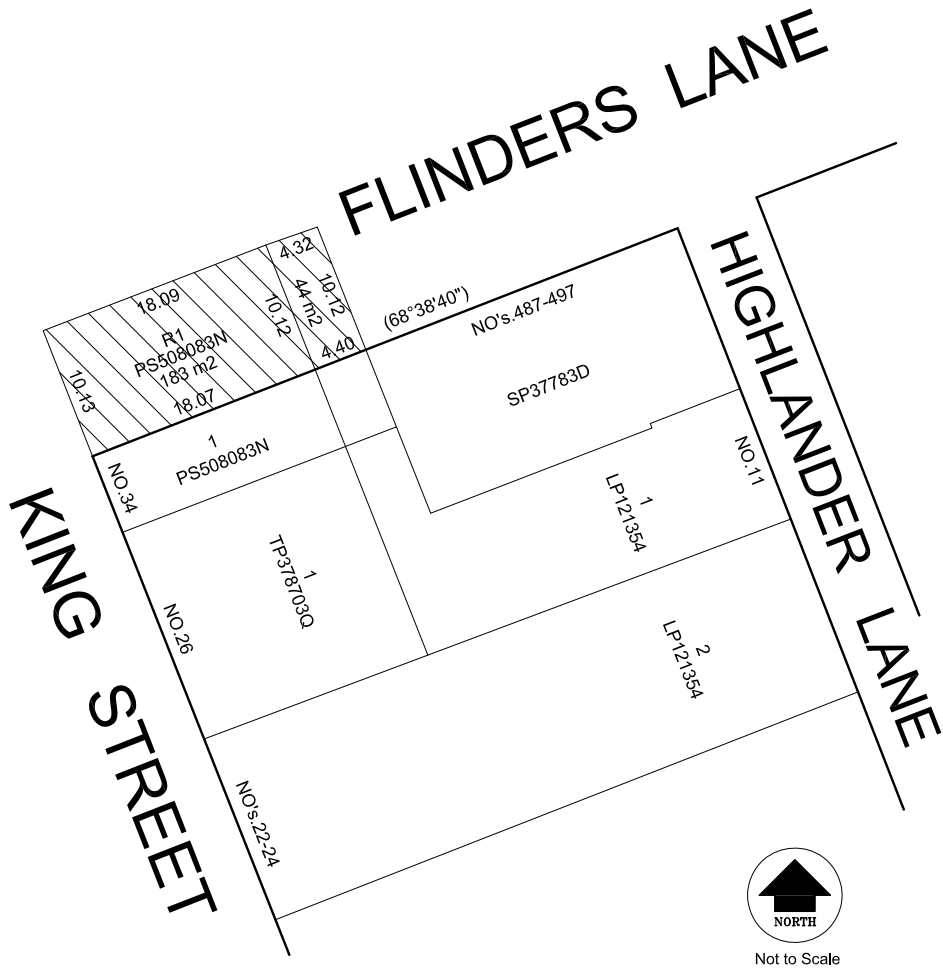 FLINDERS LANE
HIGHLANDER LANE
KING STREET
4.32
10.12
44 m2
18.09
10.12
R1
PS508083N
183 m2
10.13
18.07
4.40
(68°38'40")
NO's.487-497
SP37783D
1
PS508083N
NO.34
NO.11
1
LP121354
1
TP378703Q
NO.26
2
LP121354
NO's.22-24
NORTH
Not to Scale